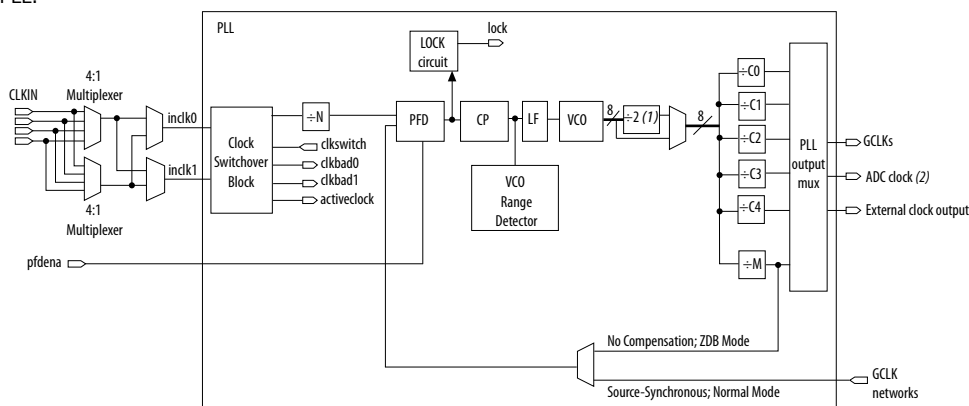 PLL.
PLL
lock
LOCK
circuit
4:1
Multiplexer
CLKIN
inclk0
inclk1
÷N
PFD
CP
LF
VCO
8
÷2 (1)
8
÷C0
÷C1
÷C2
÷C3
÷C4
÷M
PLL
output
mux
GCLKs
ADC clock (2)
External clock output
Clock
Switchover
Block
clkswitch
clkbad0
clkbad1
activeclock
VCO
Range
Detector
4:1
Multiplexer
pfdena
No Compensation; ZDB Mode
Source-Synchronous; Normal Mode
GCLK
networks